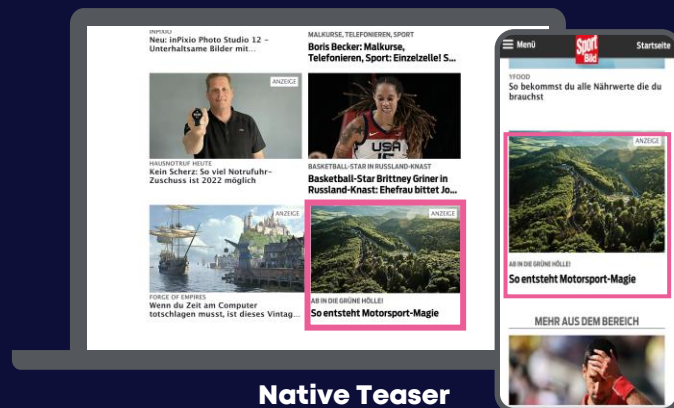 INPIXIO
Neu: inPixio Photo Studio 12 –
Unterhaltsame Bilder mit...
MALKURSE, TELEFONIEREN, SPORT
Boris Becker: Malkurse,
Telefonieren, Sport: Einzelzelle! S...
ANZEIGE
USA
HAUSNOTRUF HEUTE
Kein Scherz: So viel Notrufuhr-
Zuschuss ist 2022 möglich
BASKETBALL-STAR IN RUSSLAND-KNAST
Basketball-Star Brittney Griner in
Russland-Knast: Ehefrau bittet Jo...
ANZEIGE
ANZEIGE
FORGE OF EMPIRES
Wenn du Zeit am Computer
totschlagen musst, ist dieses Vintag...
AB IN DIE GRÜNE HÖLLE!
So entsteht Motorsport-Magie
Menü
Sport
Bild
Startseite
YFOOD
So bekommst du alle Nährwerte die du
brauchst
ANZEIGE
AB IN DIE GRÜNE HÖLLE!
So entsteht Motorsport-Magie
MEHR AUS DEM BEREICH
Native Teaser